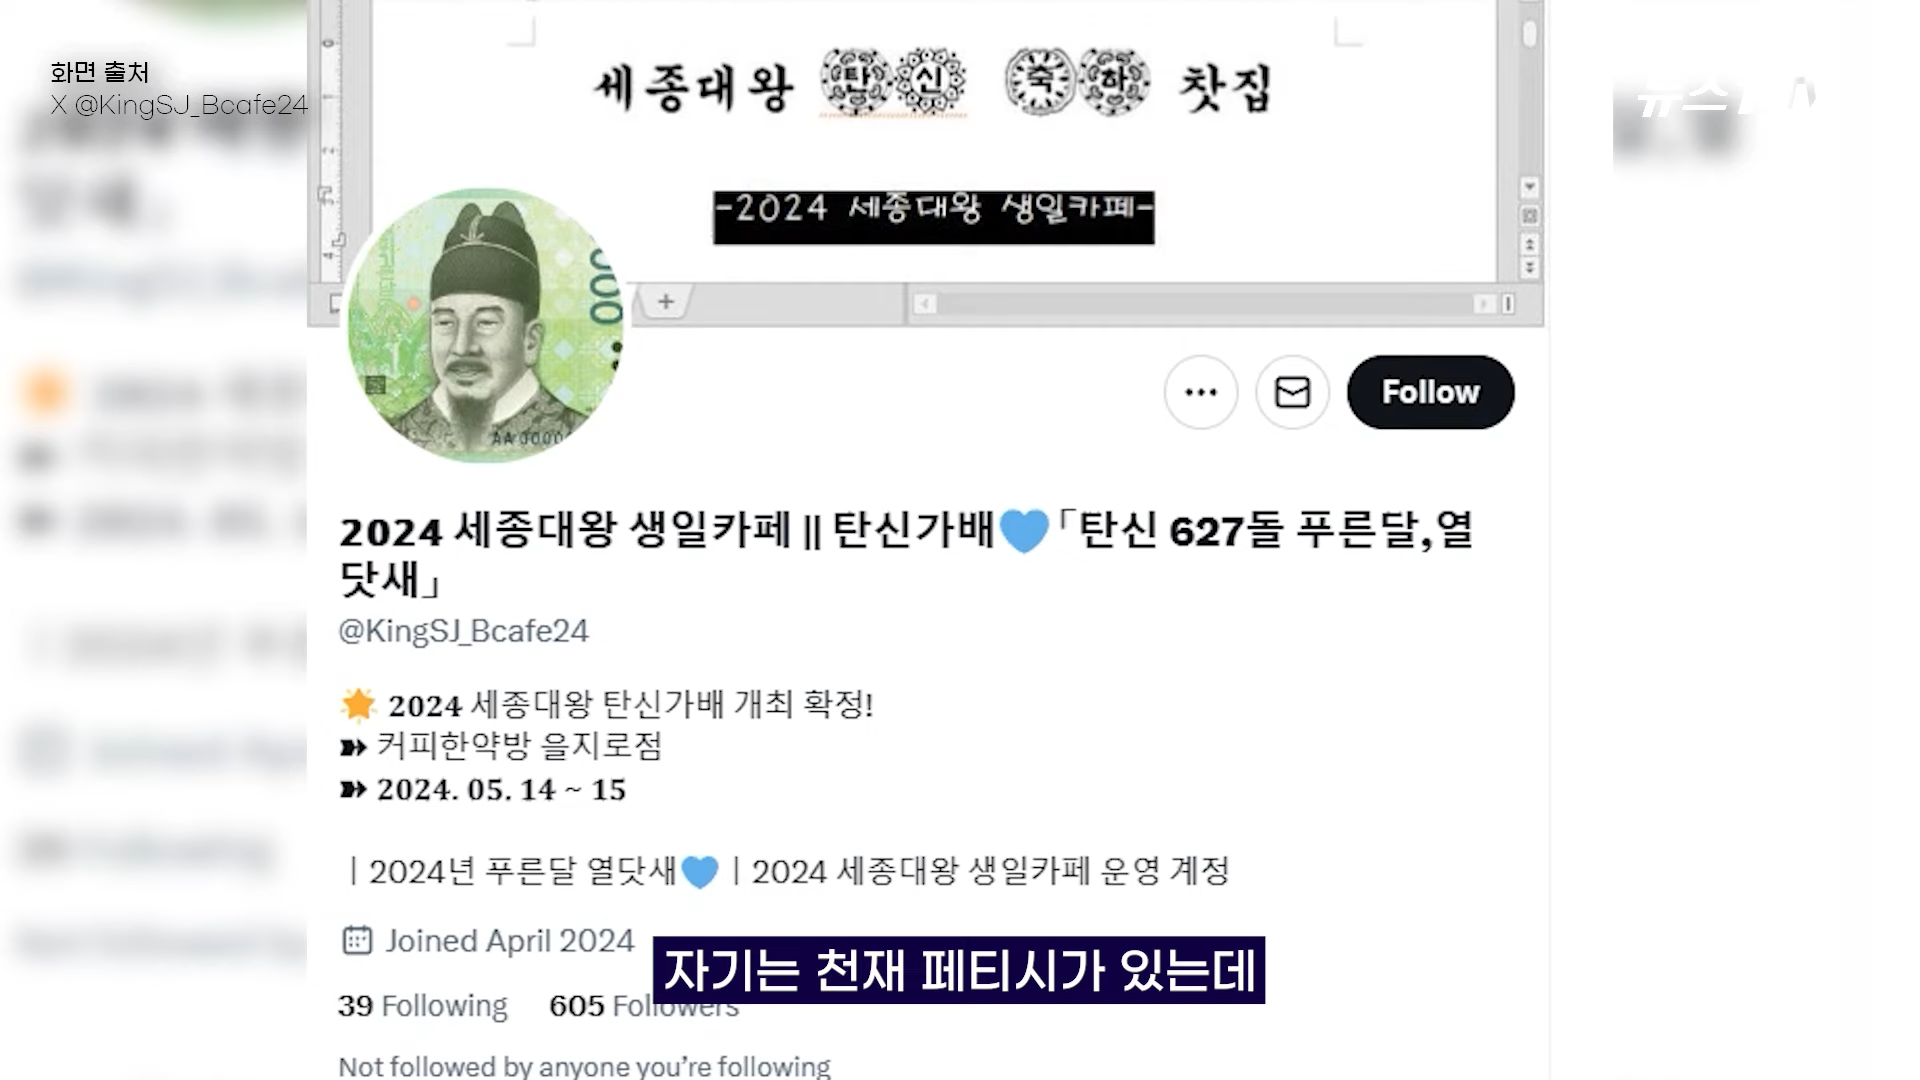 화면 출처
X @KingSJ_Bcafe24
세종대왕 탄신 축하 찻집
-2024 세종대왕 생일카페-
000
AA 0000
Follow
2024 세종대왕 생일카페 || 탄신가배💙「탄신 627돌 푸른달,열
닷새」
@KingSJ_Bcafe24
2024 세종대왕 탄신가배 개최 확정!
➽ 커피한약방 을지로점
➽ 2024. 05. 14 ~ 15
| 2024년 푸른달 열닷새💙 | 2024 세종대왕 생일카페 운영 계정
Joined April 2024
자기는 천재 페티시가 있는데
39 Following 605 Followers
Not followed by anyone you're following